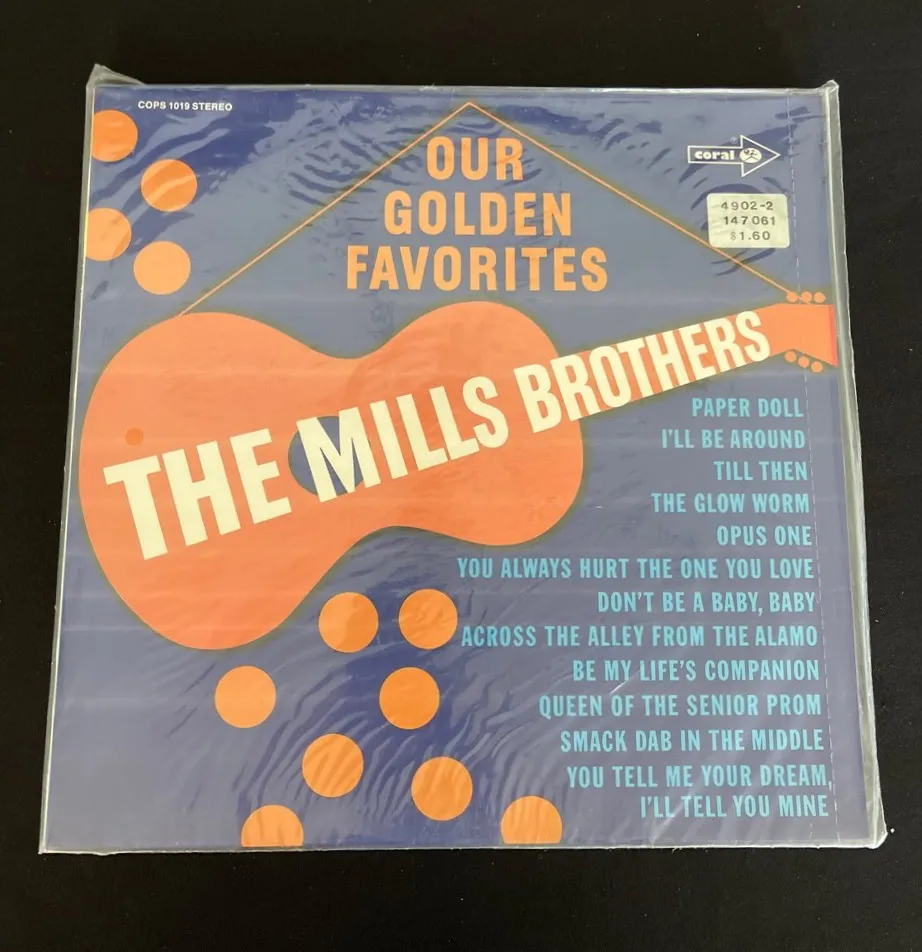 COPS 1019 STEREO
OUR
GOLDEN
FAVORITES
coral
4902-2
147061
$1.60
THE MILLS BROTHERS
PAPER DOLL
I'LL BE AROUND
TILL THEN
THE GLOW WORM
OPUS ONE
YOU ALWAYS HURT THE ONE YOU LOVE
DON'T BE A BABY, BABY
ACROSS THE ALLEY FROM THE ALAMO
BE MY LIFE'S COMPANION
QUEEN OF THE SENIOR PROM
SMACK DAB IN THE MIDDLE
YOU TELL ME YOUR DREAM,
I'LL TELL YOU MINE